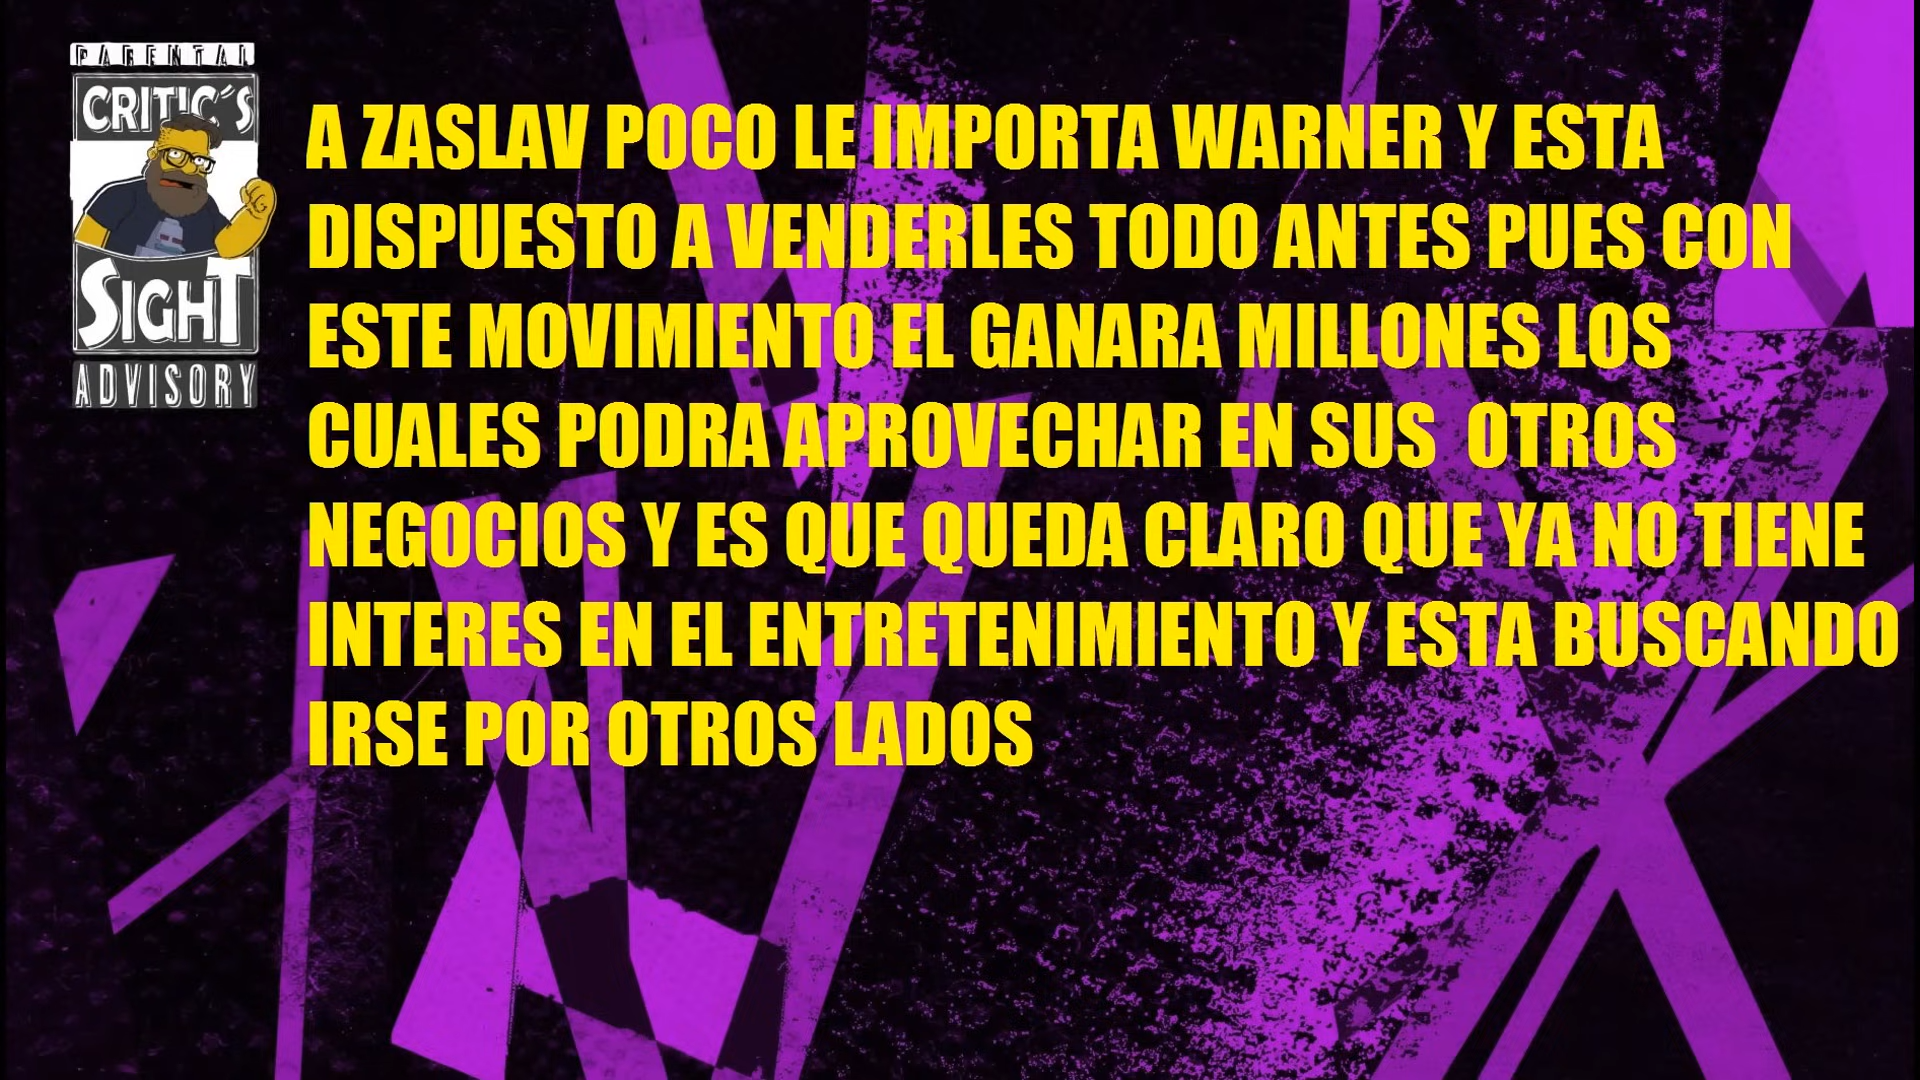 PARENTAL
CRITIC´S
SIGHT
ADVISORY
A ZASLAV POCO LE IMPORTA WARNER Y ESTA
DISPUESTO A VENDERLES TODO ANTES PUES CON
ESTE MOVIMIENTO EL GANARA MILLONES LOS
CUALES PODRA APROVECHAR EN SUS  OTROS
NEGOCIOS Y ES QUE QUEDA CLARO QUE YA NO TIENE
INTERES EN EL ENTRETENIMIENTO Y ESTA BUSCANDO
IRSE POR OTROS LADOS